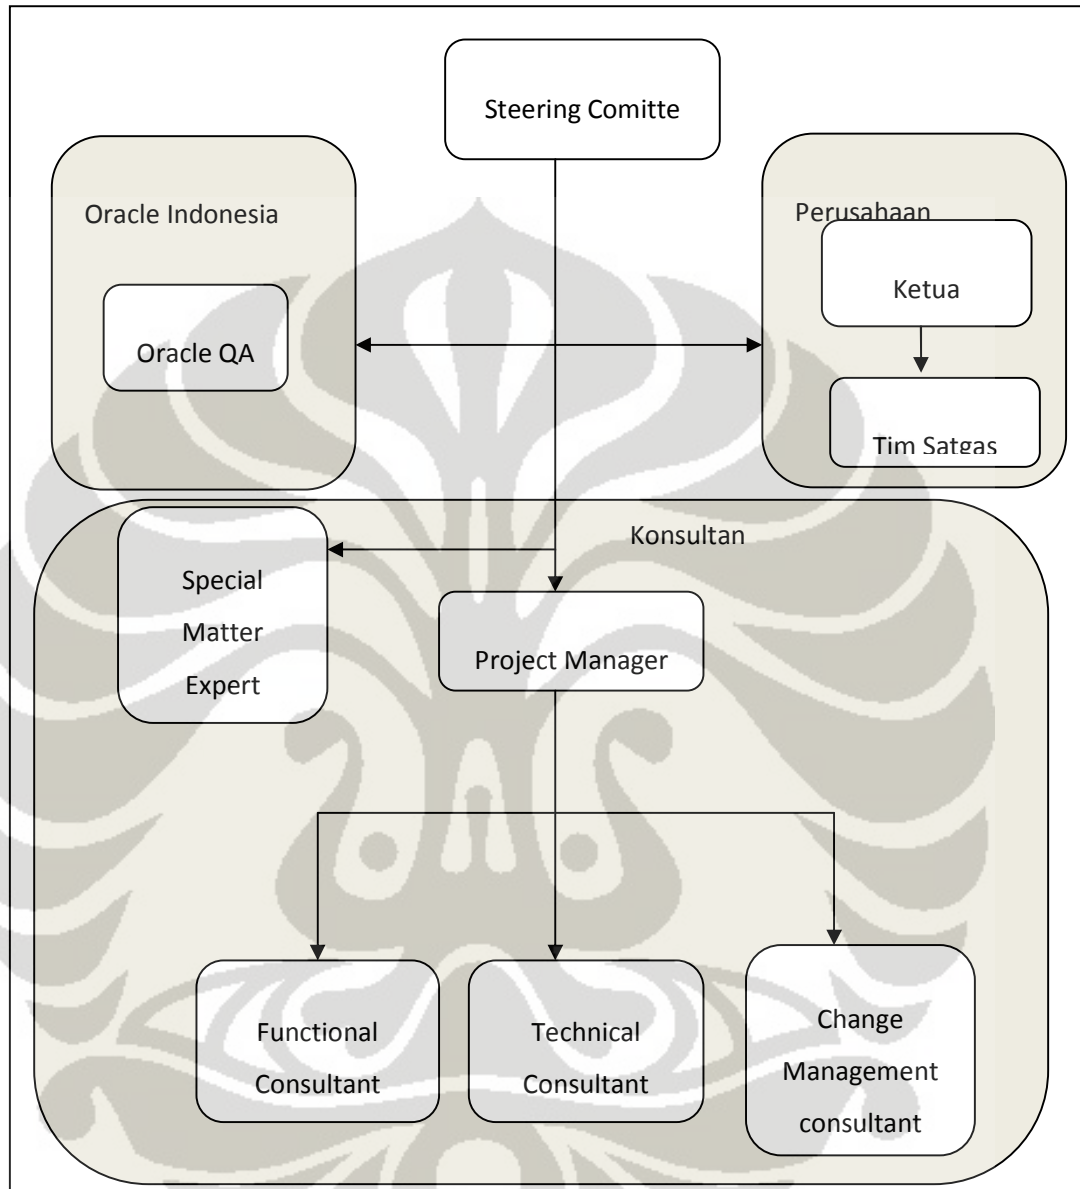 Steering Comitte
Oracle Indonesia
Oracle QA
Perusahaan
Ketua
Tim Satgas
Konsultan
Special
Matter
Expert
Project Manager
Functional
Consultant
Technical
Consultant
Change
Management
consultant